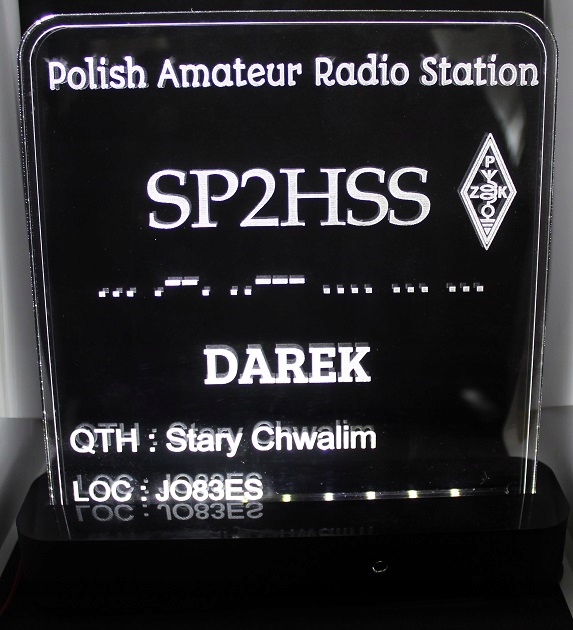 Polish Amateur Radio Station
SP2HSS
P
Z K
... .--. ..--- .... ... ...
DAREK
QTH : Stary Chwalim
LOC : JO83ES